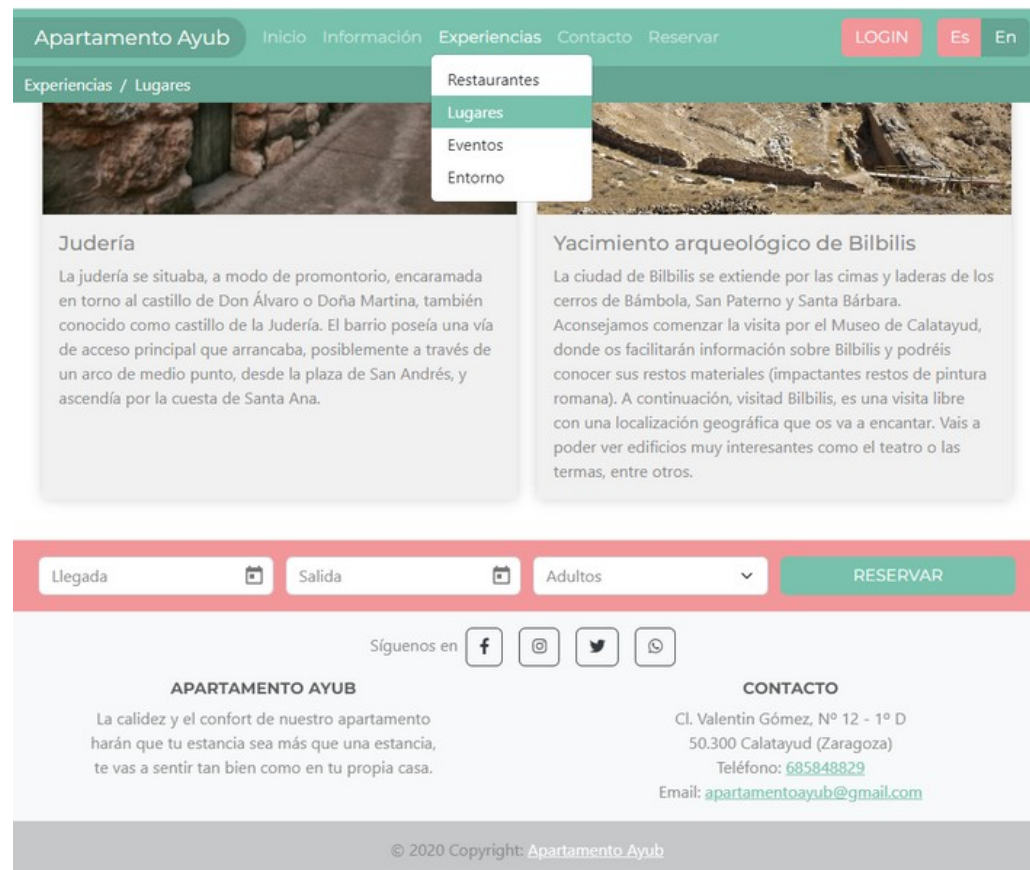 Apartamento Ayub Inicio Información Experiencias Contacto Reservar LOGIN Es En
Experiencias / Lugares
Restaurantes
Lugares
Eventos
Entorno
Judería
La judería se situaba, a modo de promontorio, encaramada
en torno al castillo de Don Álvaro o Doña Martina, también
conocido como castillo de la Judería. El barrio poseía una vía
de acceso principal que arrancaba, posiblemente a través de
un arco de medio punto, desde la plaza de San Andrés, y
ascendía por la cuesta de Santa Ana.
Yacimiento arqueológico de Bilbilis
La ciudad de Bilbilis se extiende por las cimas y laderas de los
cerros de Bámbola, San Paterno y Santa Bárbara.
Aconsejamos comenzar la visita por el Museo de Calatayud,
donde os facilitarán información sobre Bilbilis y podréis
conocer sus restos materiales (impactantes restos de pintura
romana). A continuación, visitad Bilbilis, es una visita libre
con una localización geográfica que os va a encantar. Vais a
poder ver edificios muy interesantes como el teatro o las
termas, entre otros.
Llegada Salida Adultos RESERVAR
Síguenos en
APARTAMENTO AYUB
La calidez y el confort de nuestro apartamento
harán que tu estancia sea más que una estancia,
te vas a sentir tan bien como en tu propia casa.
CONTACTO
Cl. Valentin Gómez, Nº 12 - 1º D
50.300 Calatayud (Zaragoza)
Teléfono: 685848829
Email: apartamentoayub@gmail.com
© 2020 Copyright: Apartamento Ayub